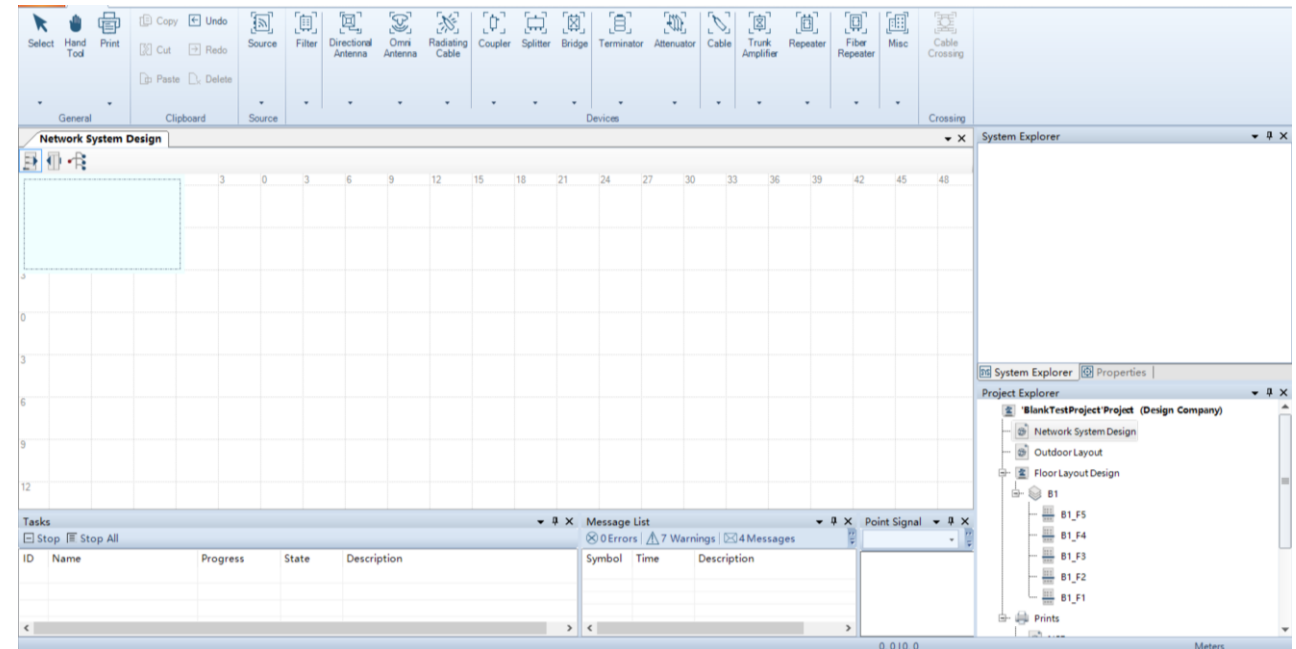 Select Hand Tool Print Copy Undo Source Filter Directional Antenna Omni Antenna Radiating Cable Coupler Splitter Bridge Terminator Attenuator Cable Trunk Amplifier Repeater Fiber Repeater Misc Cable Crossing
Cut Redo
Paste Delete
General Clipboard Source Devices Crossing
Network System Design System Explorer
3 0 3 6 9 12 15 18 21 24 27 30 33 36 39 42 45 48
0
3
System Explorer Properties
Project Explorer
6
9
12
'BlankTestProject'Project (Design Company)
Network System Design
Outdoor Layout
Floor Layout Design
B1
B1_F5
B1_F4
B1_F3
B1_F2
B1_F1
Prints
Tasks Message List Point Signal
Stop Stop All 0 Errors 7 Warnings 4 Messages
ID Name Progress State Description Symbol Time Description
Meters